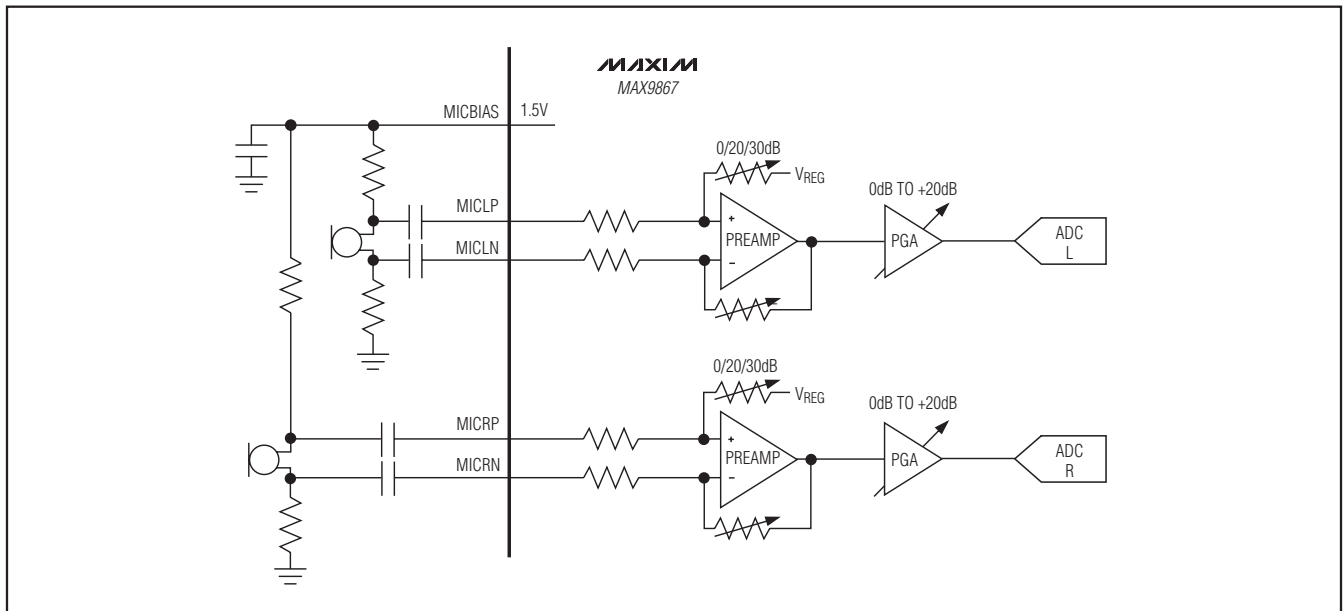 MAXIM
MAX9867
MICBIAS 1.5V
0/20/30dB
VREG
0dB TO +20dB
MICLP
+
PREAMP
−
PGA
ADC
L
MICLN
0/20/30dB
VREG
0dB TO +20dB
MICRP
+
PREAMP
−
PGA
ADC
R
MICRN